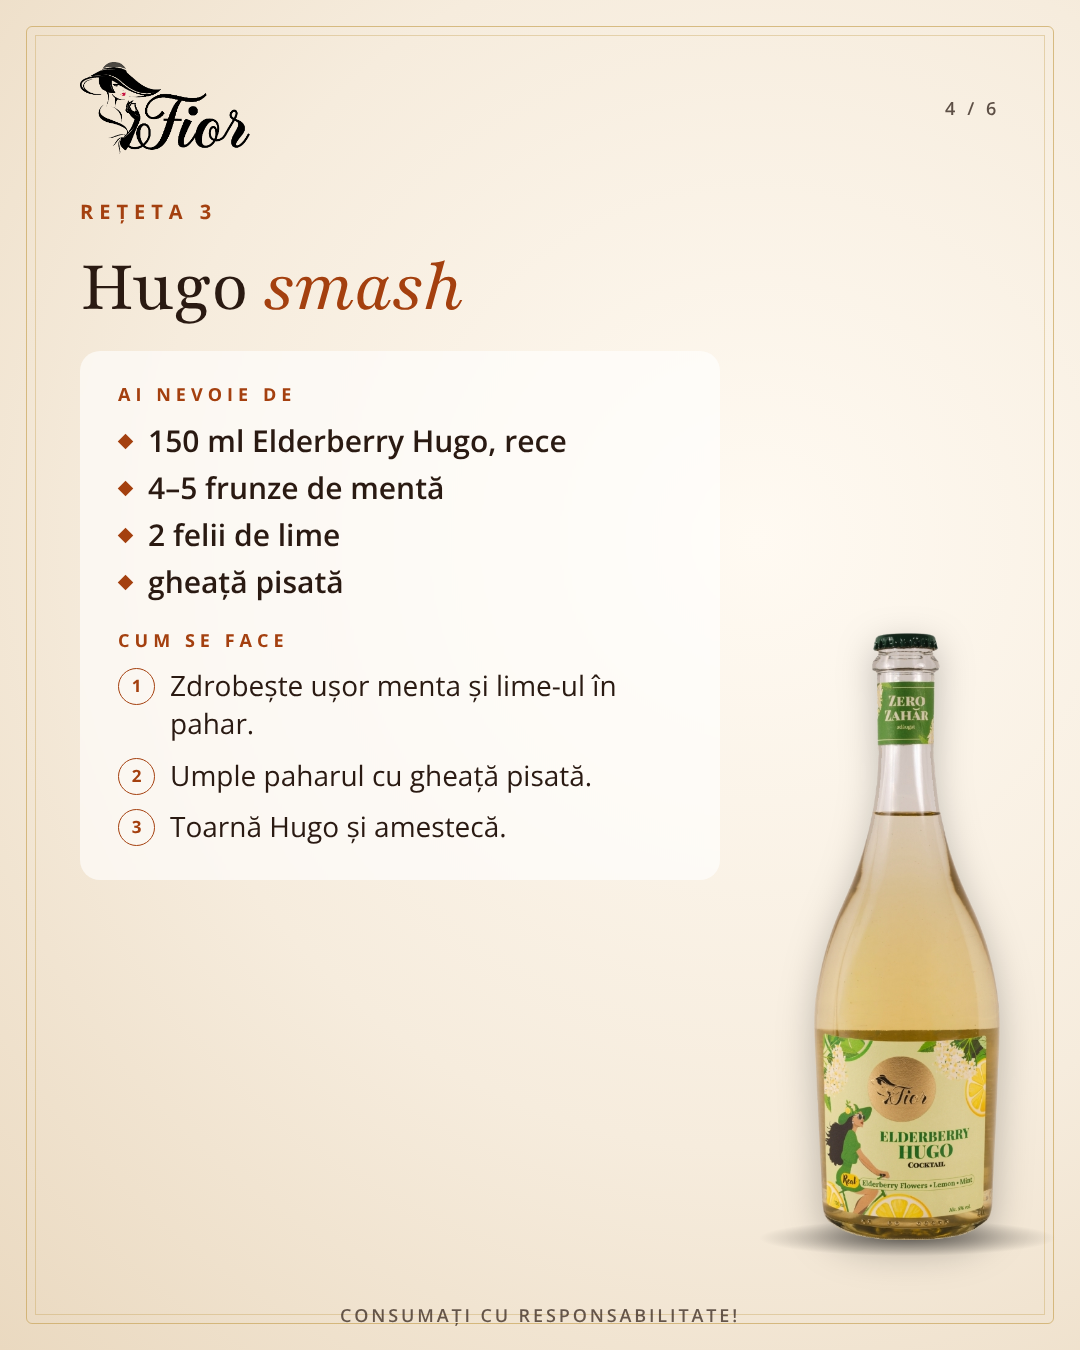 Fior
4 / 6
REȚETA 3
Hugo smash
AI NEVOIE DE
150 ml Elderberry Hugo, rece
4–5 frunze de mentă
2 felii de lime
gheață pisată
CUM SE FACE
1 Zdrobește ușor menta și lime-ul în
pahar.
2 Umple paharul cu gheață pisată.
3 Toarnă Hugo și amestecă.
ZERO
ZAHĂR
adăugat
Fior
ELDERBERRY
HUGO
COCKTAIL
Real Elderberry Flowers • Lemon • Mint
CONSUMAȚI CU RESPONSABILITATE!